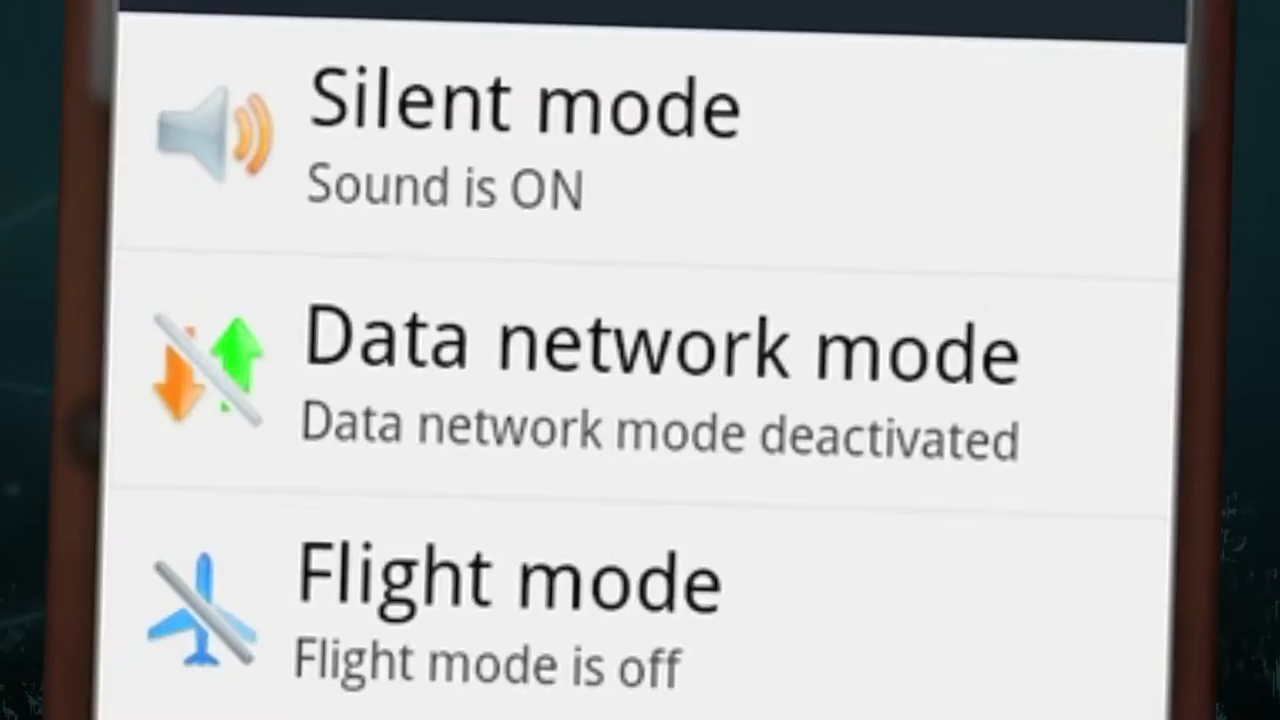 Silent mode
Sound is ON
Data network mode
Data network mode deactivated
Flight mode
Flight mode is off